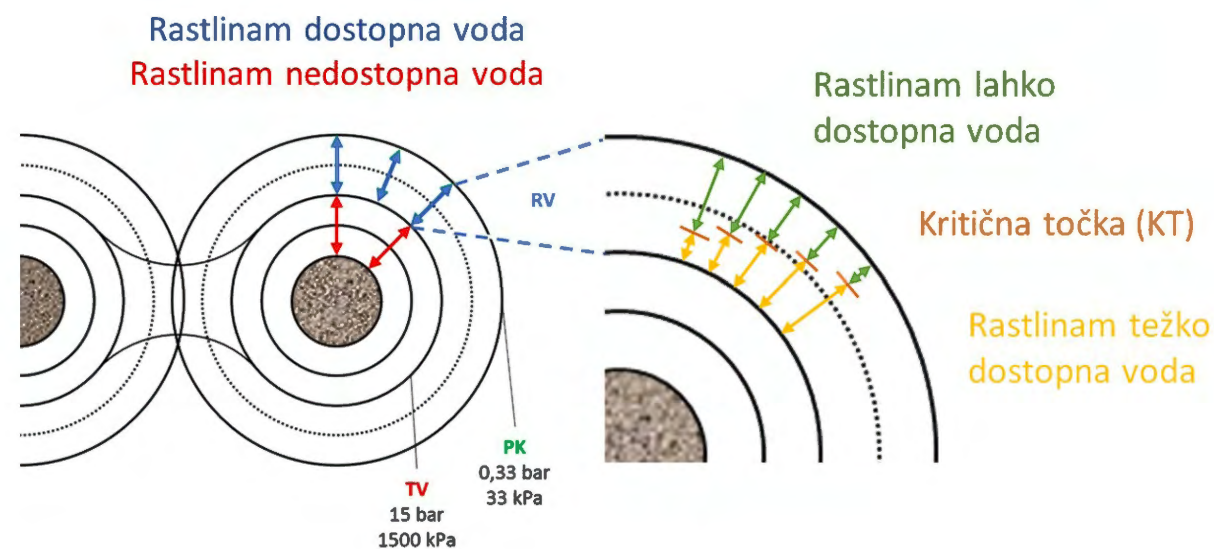 Rastlinam dostopna voda
Rastlinam nedostopna voda
RV
PK
0,33 bar
33 kPa
TV
15 bar
1500 kPa
Rastlinam lahko
dostopna voda
Kritična točka (KT)
Rastlinam težko
dostopna voda